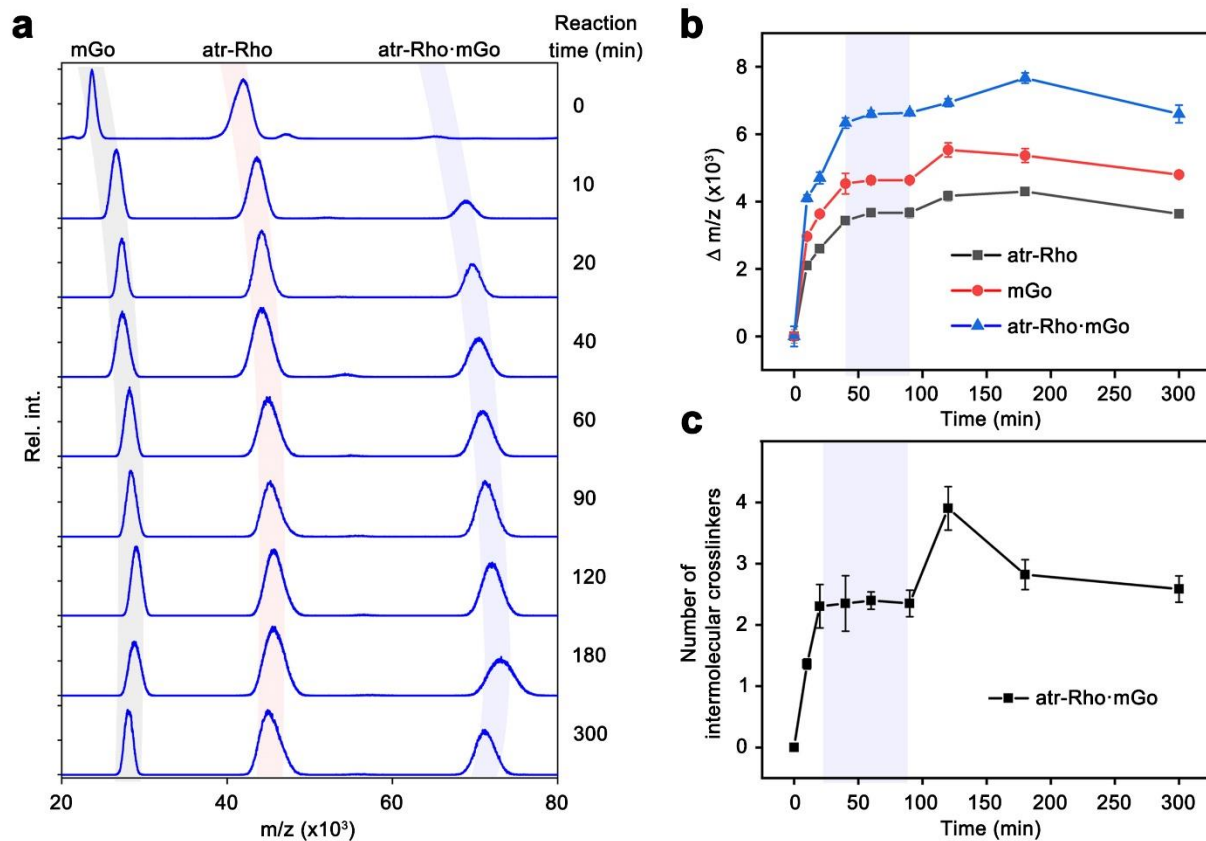 a
mGo atr-Rho atr-Rho·mGo Reaction
time (min)
0
10
20
40
60
90
120
180
300
Rel. int.
20 40 60 80
m/z (x10³)
b
8
6
4
2
0
Δ m/z (x10³)
atr-Rho
mGo
atr-Rho·mGo
0 50 100 150 200 250 300
Time (min)
c
4
3
2
1
0
Number of
intermolecular crosslinkers
atr-Rho·mGo
0 50 100 150 200 250 300
Time (min)